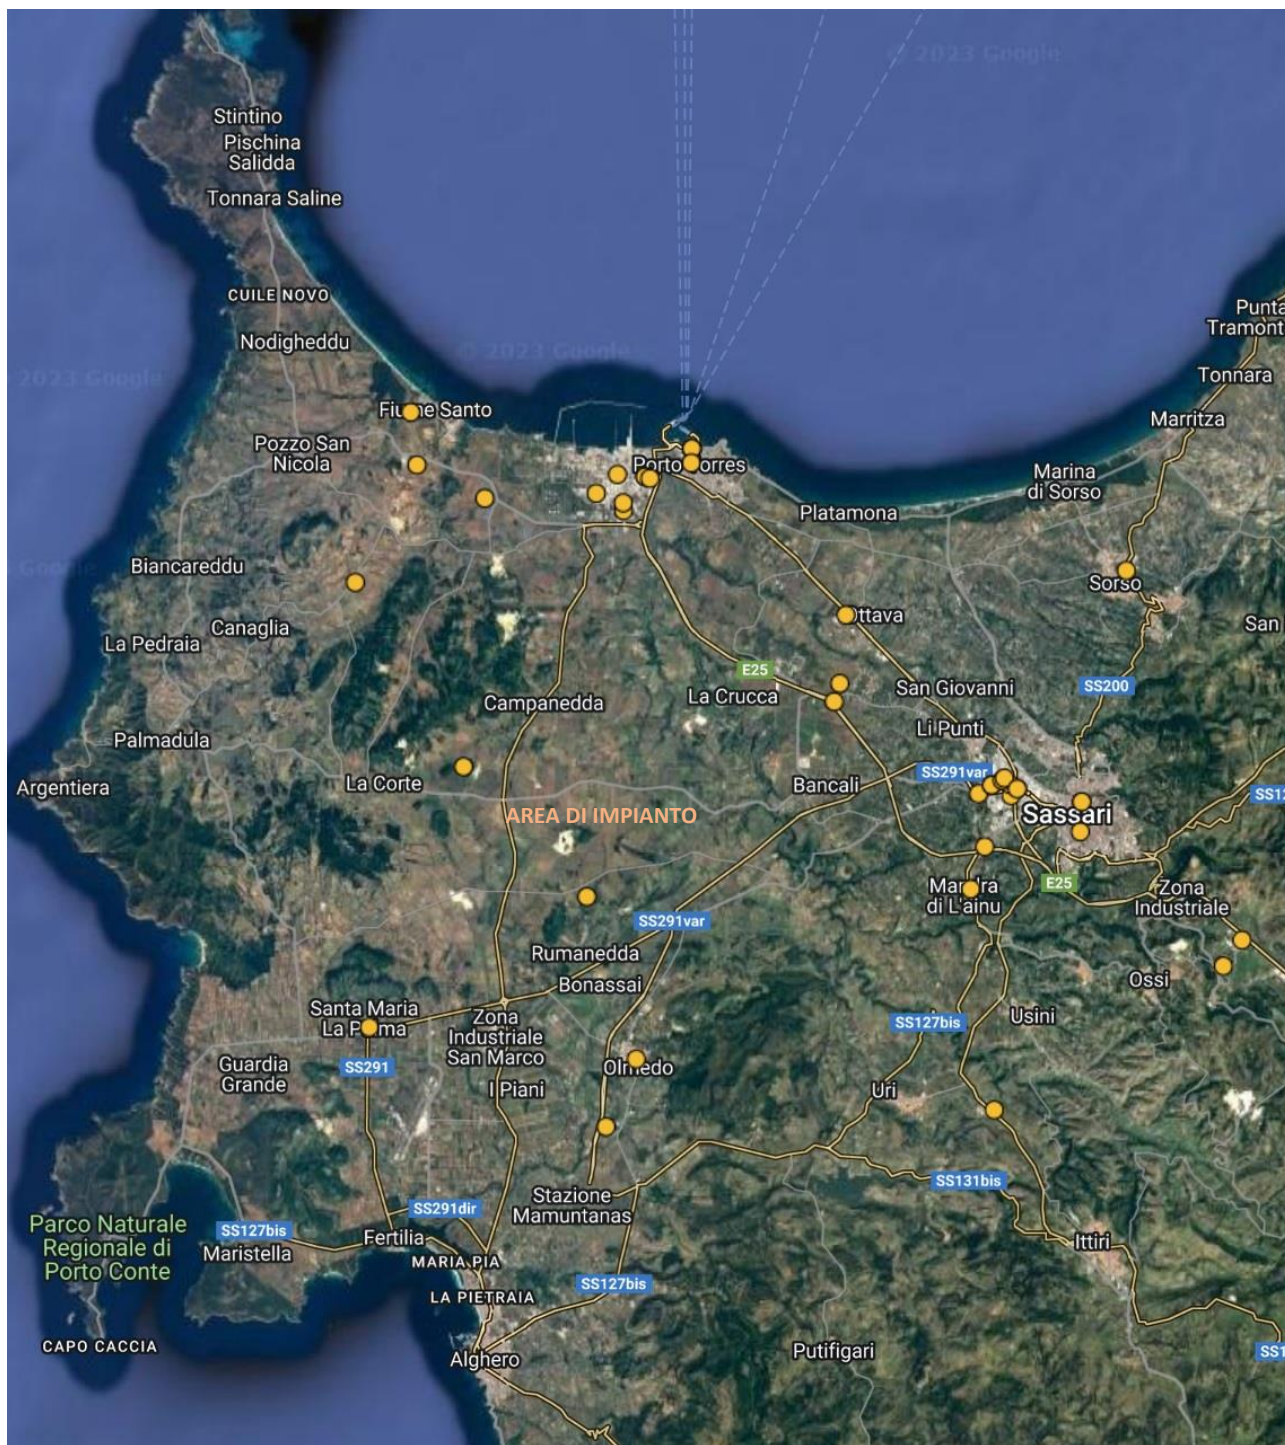 © 2023 Google
Stintino
Pischina
Salidda
Tonnara Saline
CUILE NOVO
Punta
Tramont
Nodigheddu
© 2023 Google
2023 Google
Tonnara
Fiume Santo
Marritza
Pozzo San
Nicola
Porto Torres
Marina
di Sorso
Platamona
Google
Biancareddu
Sorso
Canaglia
Ottava
San
La Pedraia
E25
San Giovanni
SS200
La Crucca
Campanedda
Li Punti
Palmadula
SS291var
Argentiera
La Corte
Bancali
SS12
AREA DI IMPIANTO
Sassari
E25
Mandra
di L'ainu
Zona
Industriale
SS291var
Rumanedda
Bonassai
Ossi
Santa Maria
La Palma
Zona
Industriale
San Marco
SS127bis
Usini
Guardia
Grande
SS291
Olmedo
I Piani
Uri
SS131bis
Stazione
Mamuntanas
SS291dir
Parco Naturale
Regionale di
Porto Conte
SS127bis
Maristella
Fertilia
Ittiri
MARIA PIA
SS127bis
LA PIETRAIA
CAPO CACCIA
Alghero
Putifigari
SS1